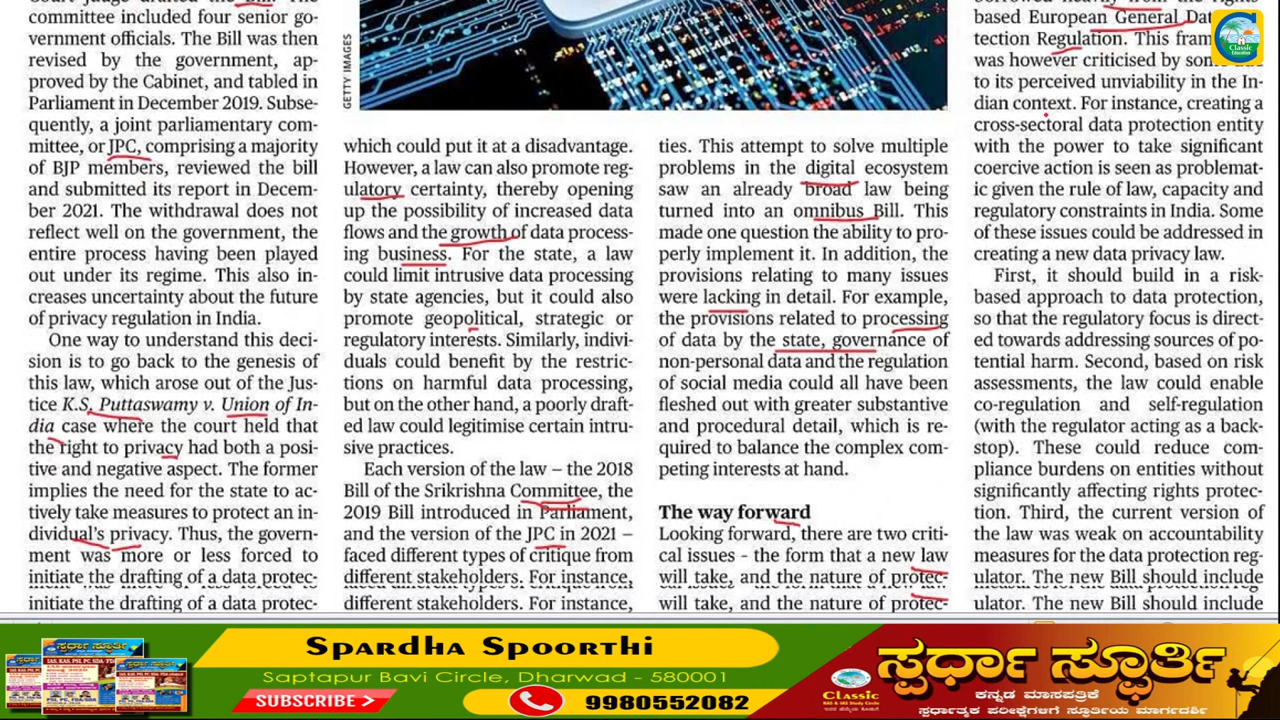 Court judge drafted the Bill. The
committee included four senior go-
vernment officials. The Bill was then
revised by the government, ap-
proved by the Cabinet, and tabled in
Parliament in December 2019. Subse-
quently, a joint parliamentary com-
mittee, or JPC, comprising a majority
of BJP members, reviewed the bill
and submitted its report in Decem-
ber 2021. The withdrawal does not
reflect well on the government, the
entire process having been played
out under its regime. This also in-
creases uncertainty about the future
of privacy regulation in India.
One way to understand this deci-
sion is to go back to the genesis of
this law, which arose out of the Jus-
tice K.S. Puttaswamy v. Union of In-
dia case where the court held that
the right to privacy had both a posi-
tive and negative aspect. The former
implies the need for the state to ac-
tively take measures to protect an in-
dividual's privacy. Thus, the govern-
ment was more or less forced to
initiate the drafting of a data protec-
initiate the drafting of a data protec-
GETTY IMAGES
which could put it at a disadvantage.
However, a law can also promote reg-
ulatory certainty, thereby opening
up the possibility of increased data
flows and the growth of data process-
ing business. For the state, a law
could limit intrusive data processing
by state agencies, but it could also
promote geopolitical, strategic or
regulatory interests. Similarly, indivi-
duals could benefit by the restric-
tions on harmful data processing,
but on the other hand, a poorly draft-
ed law could legitimise certain intru-
sive practices.
Each version of the law – the 2018
Bill of the Srikrishna Committee, the
2019 Bill introduced in Parliament,
and the version of the JPC in 2021 –
faced different types of critique from
different stakeholders. For instance,
different stakeholders. For instance,
ties. This attempt to solve multiple
problems in the digital ecosystem
saw an already broad law being
turned into an omnibus Bill. This
made one question the ability to pro-
perly implement it. In addition, the
provisions relating to many issues
were lacking in detail. For example,
the provisions related to processing
of data by the state, governance of
non-personal data and the regulation
of social media could all have been
fleshed out with greater substantive
and procedural detail, which is re-
quired to balance the complex com-
peting interests at hand.
The way forward
Looking forward, there are two criti-
cal issues - the form that a new law
will take, and the nature of protec-
will take, and the nature of protec-
borrowed heavily from the rights-
based European General Data
tection Regulation. This fram
was however criticised by some due
to its perceived unviability in the In-
dian context. For instance, creating a
cross-sectoral data protection entity
with the power to take significant
coercive action is seen as problemat-
ic given the rule of law, capacity and
regulatory constraints in India. Some
of these issues could be addressed in
creating a new data privacy law.
First, it should build in a risk-
based approach to data protection,
so that the regulatory focus is direct-
ed towards addressing sources of po-
tential harm. Second, based on risk
assessments, the law could enable
co-regulation and self-regulation
(with the regulator acting as a back-
stop). These could reduce com-
pliance burdens on entities without
significantly affecting rights protec-
tion. Third, the current version of
the law was weak on accountability
measures for the data protection reg-
ulator. The new Bill should include
ulator. The new Bill should include
Classic
Education
Spardha Spoorthi
Saptapur Bavi Circle, Dharwad - 580001
SUBSCRIBE
9980552082
Classic
KAS & IAS Study Circle
ಸ್ಪರ್ಧಾ ಸ್ಫೂರ್ತಿ
ಕನ್ನಡ ಮಾಸಪತ್ರಿಕೆ
ಸ್ಪರ್ಧಾತ್ಮಕ ಪರೀಕ್ಷೆಗಳಿಗೆ ಸ್ಫೂರ್ತಿಯ ಮಾರ್ಗದರ್ಶಿ